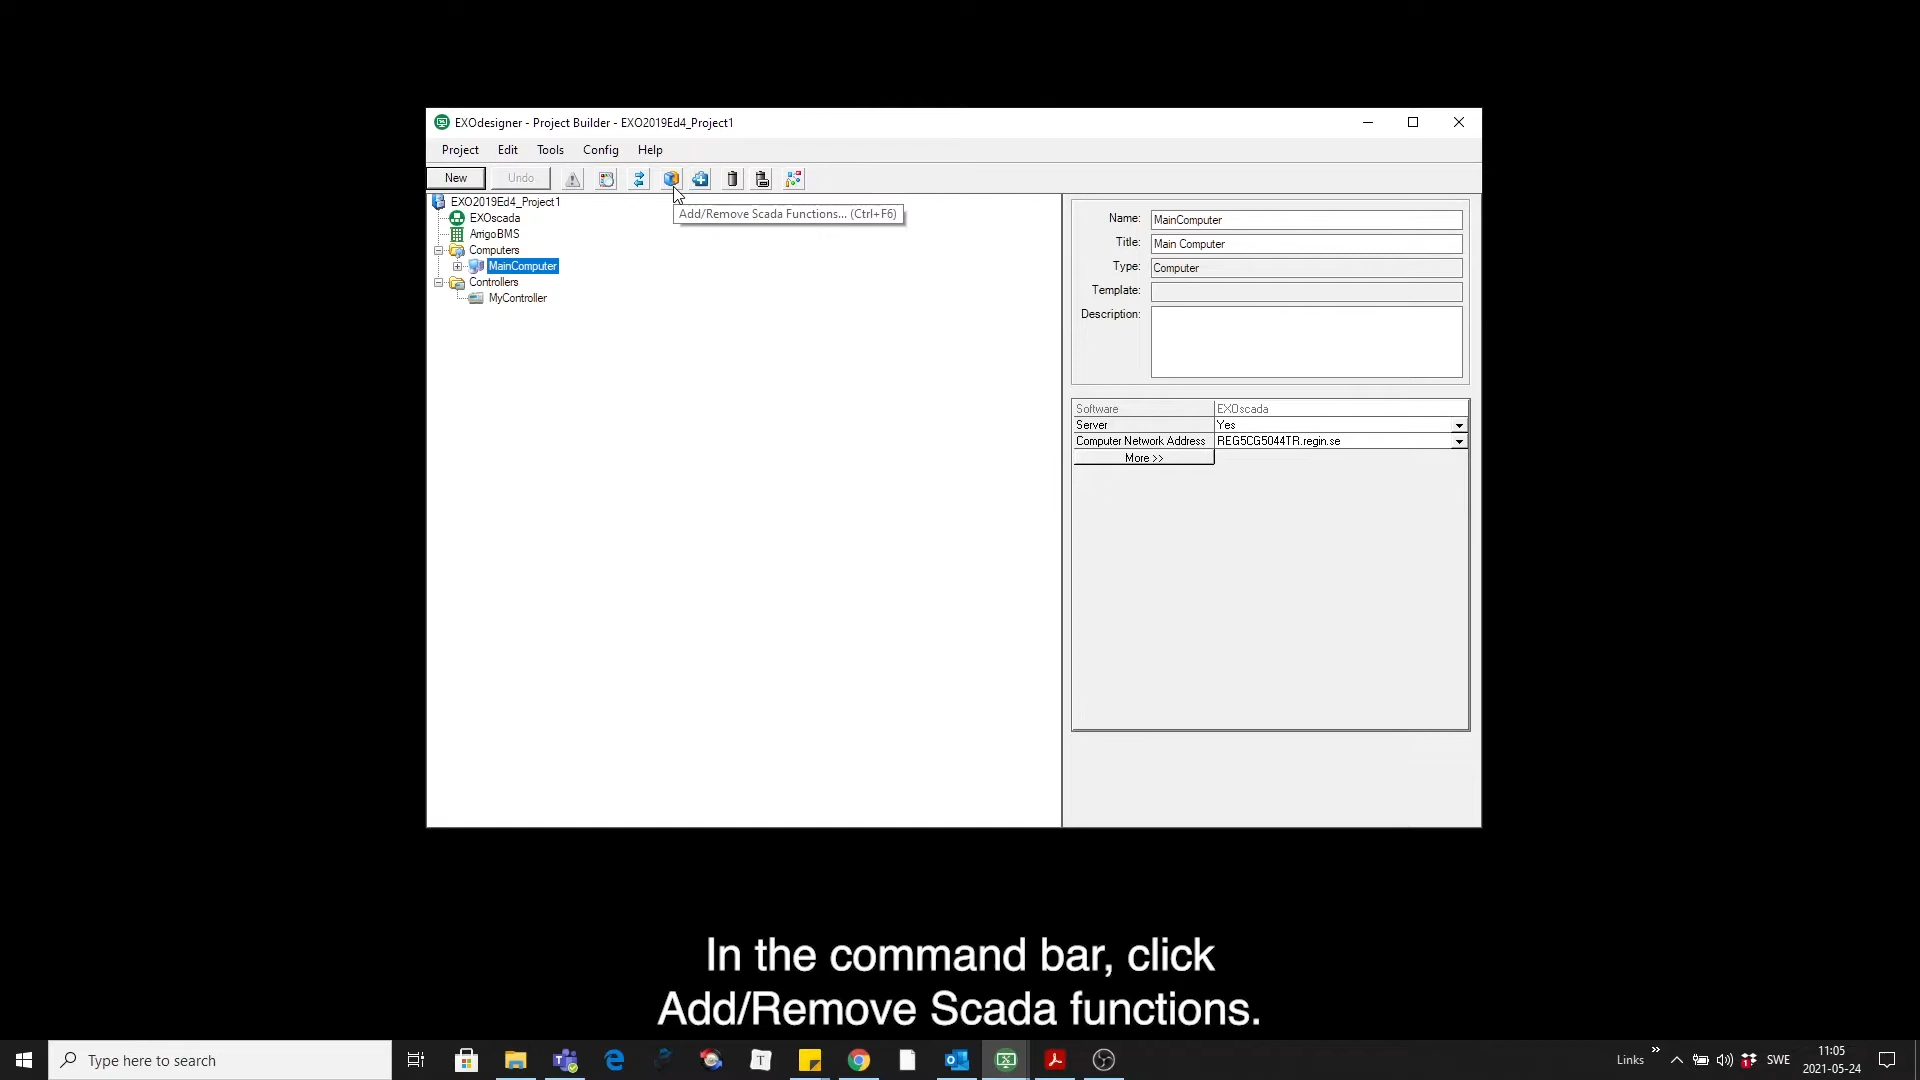 EXOdesigner - Project Builder - EXO2019Ed4_Project1
Project Edit Tools Config Help
New Undo
Add/Remove Scada Functions... (Ctrl+F6)
EXO2019Ed4_Project1
EXOscada
ArrigoBMS
Computers
MainComputer
Controllers
MyController
Name: MainComputer
Title: Main Computer
Type: Computer
Template:
Description:
Software EXOscada
Server Yes
Computer Network Address REG5CG5044TR.regin.se
More >>
In the command bar, click
Add/Remove Scada functions.
Type here to search
Links
SWE
11:05
2021-05-24